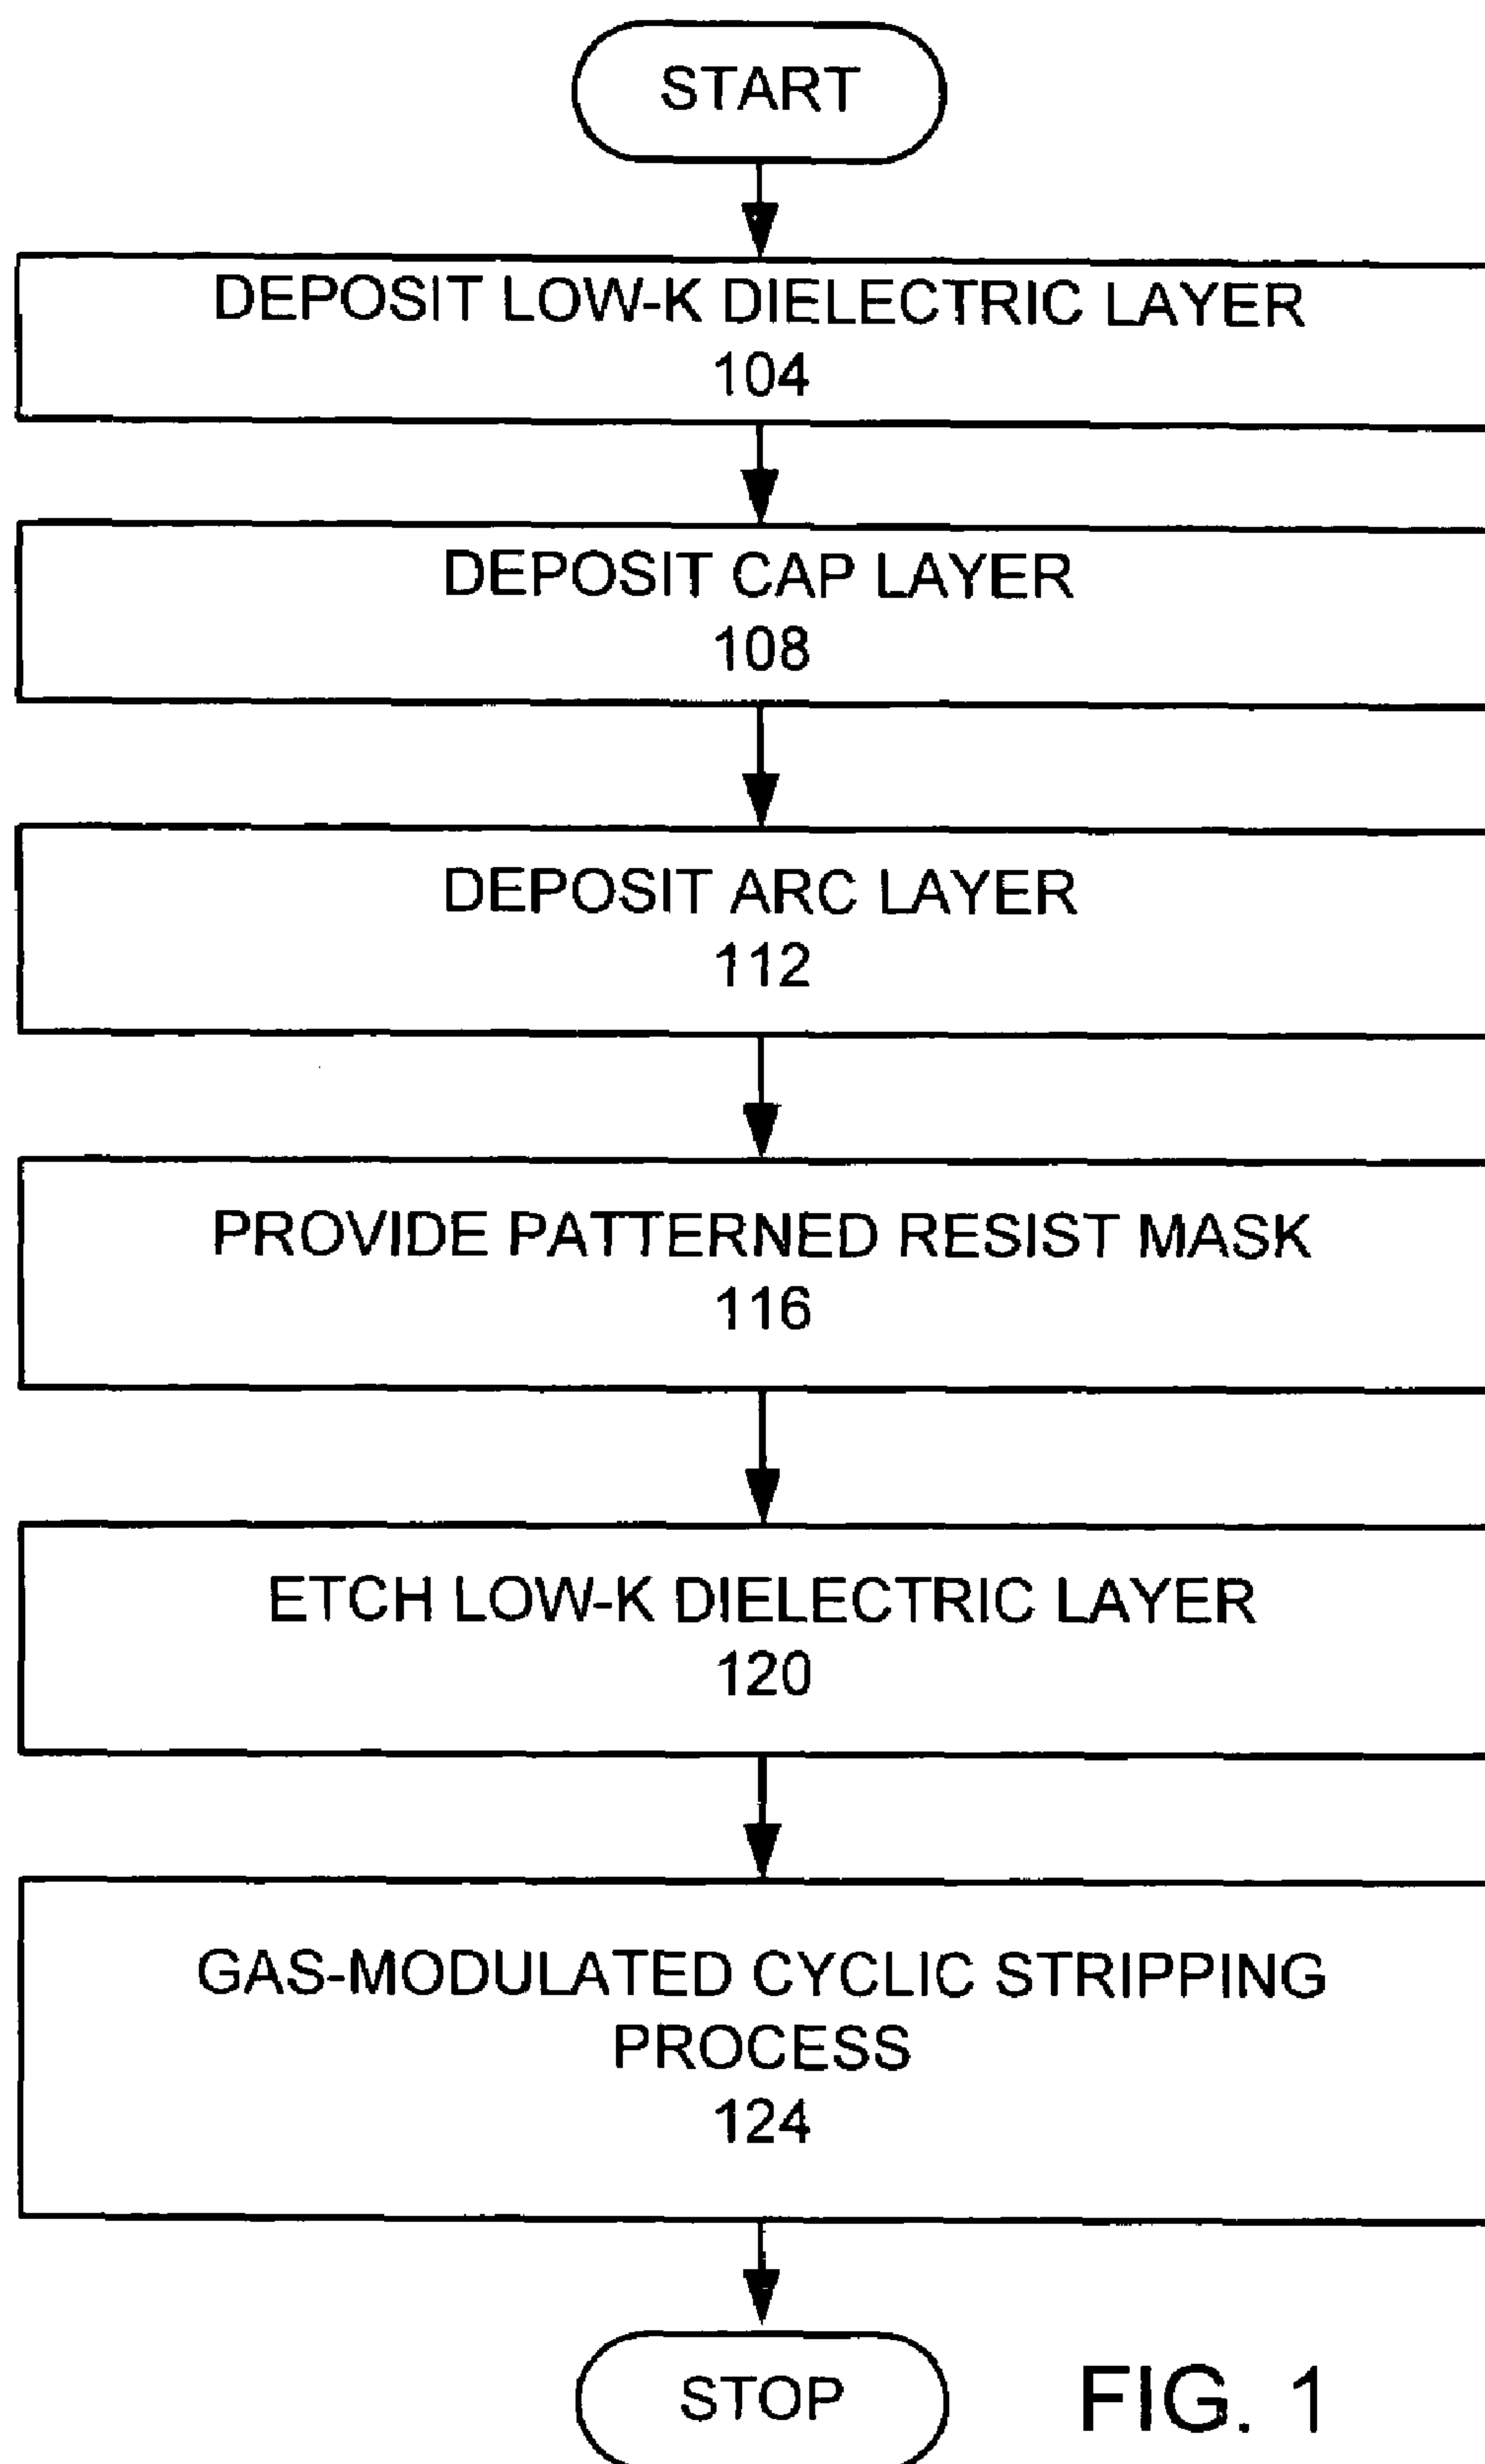 START
DEPOSIT LOW-K DIELECTRIC LAYER
104
DEPOSIT CAP LAYER
108
DEPOSIT ARC LAYER
112
PROVIDE PATTERNED RESIST MASK
116
ETCH LOW-K DIELECTRIC LAYER
120
GAS-MODULATED CYCLIC STRIPPING
PROCESS
124
STOP
FIG. 1